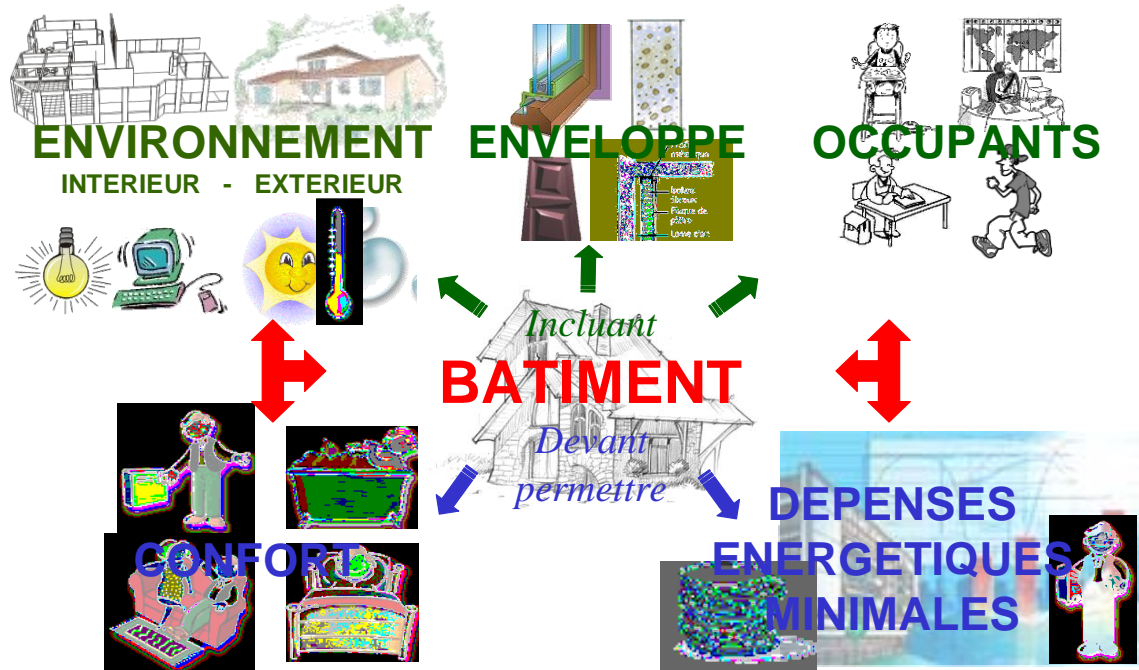 ENVIRONNEMENT
INTERIEUR - EXTERIEUR
ENVELOPPE
OCCUPANTS
Incluant
BATIMENT
Devant
permettre
CONFORT
DEPENSES
ENERGETIQUES
MINIMALES